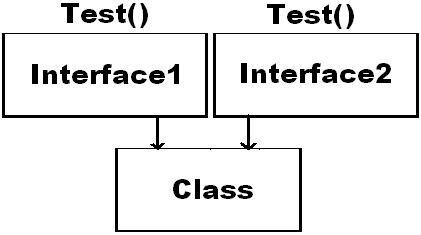 Test() Test()
Interface1 Interface2
Class